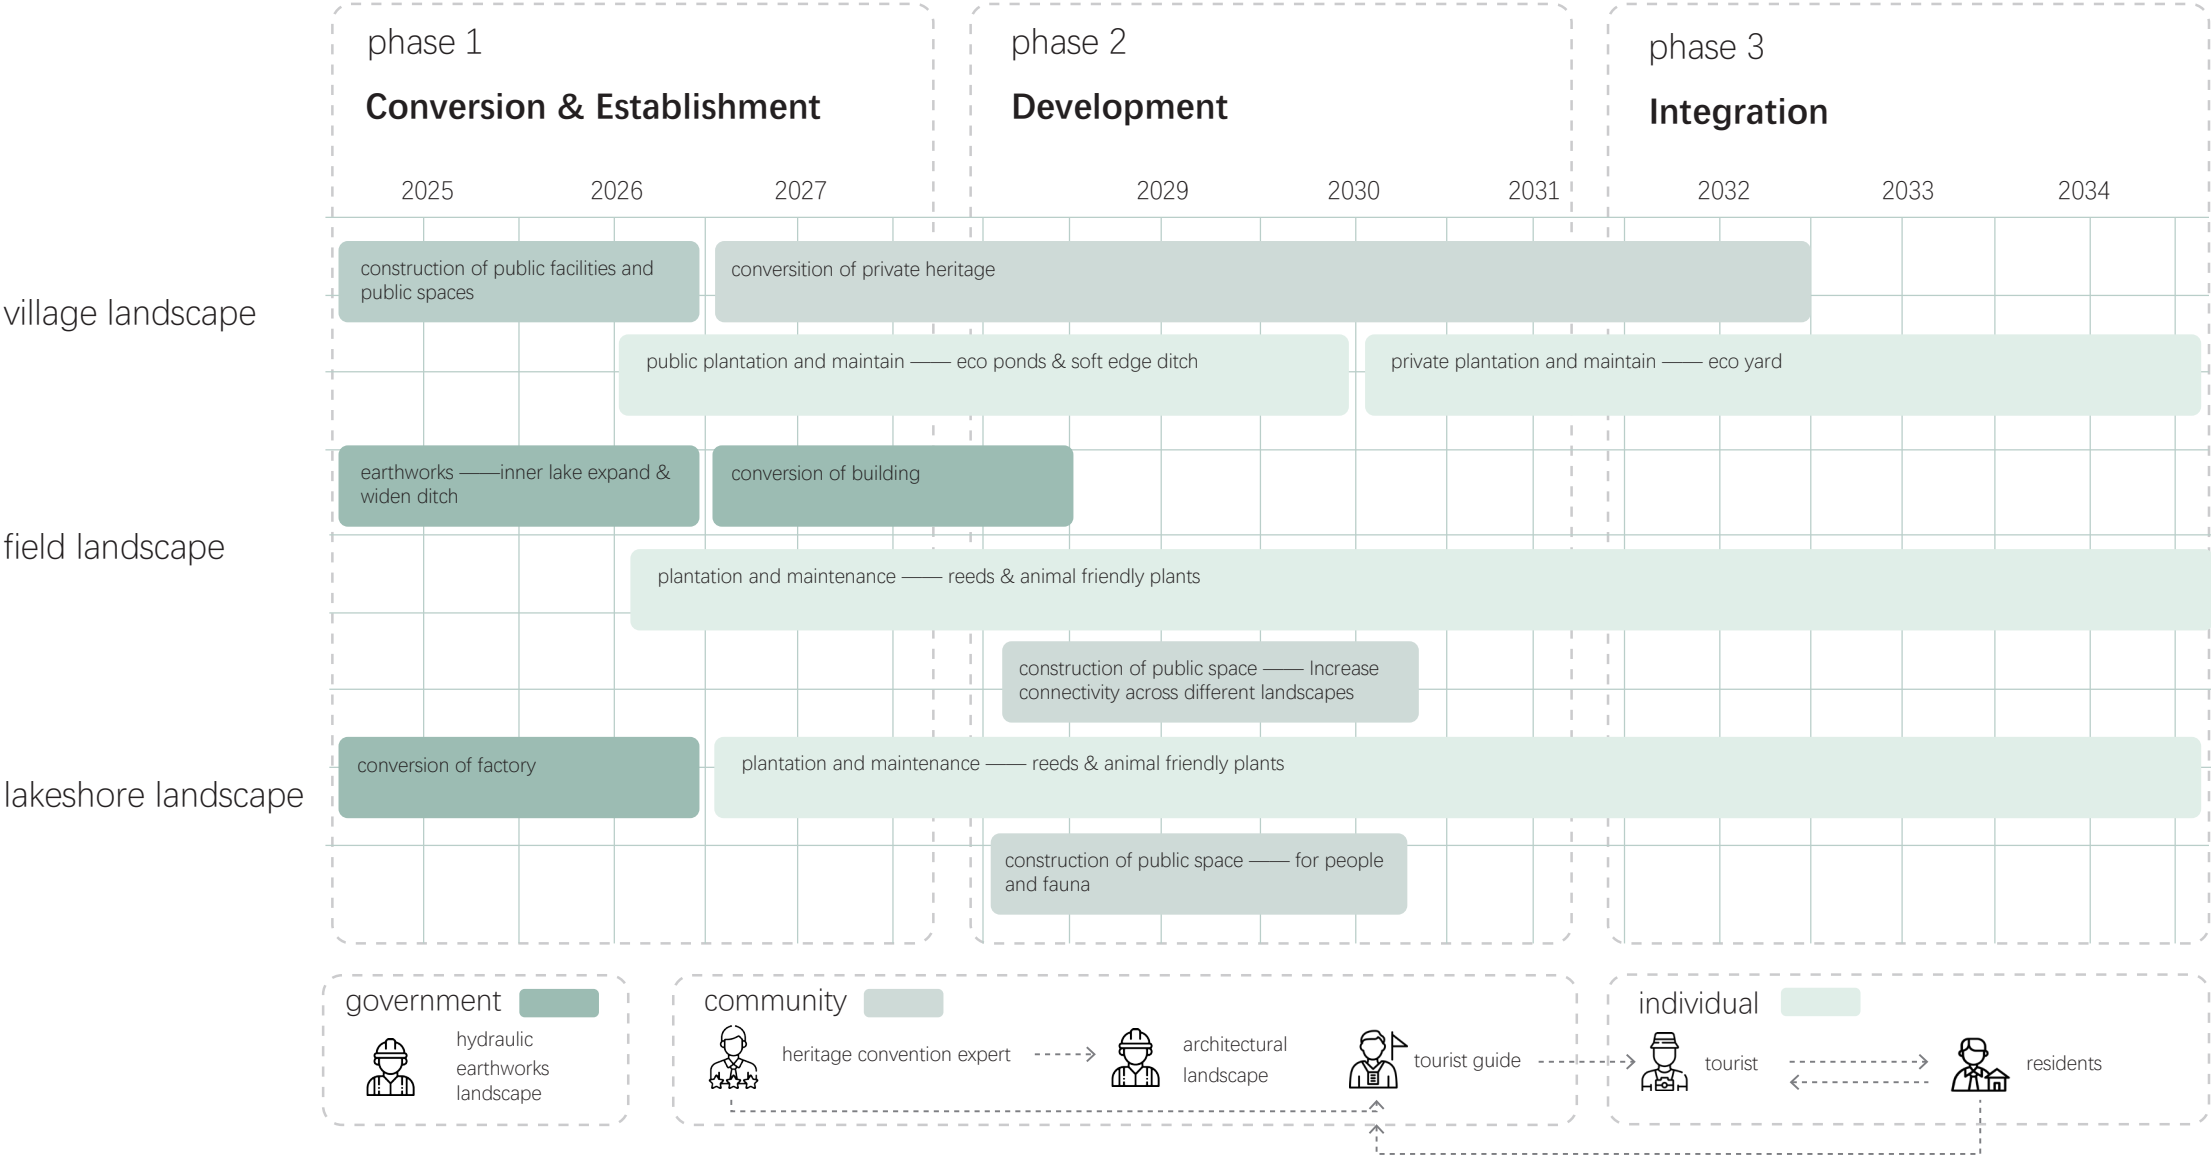 phase 1
Conversion & Establishment
phase 2
Development
phase 3
Integration
2025
2026
2027
2029
2030
2031
2032
2033
2034
village landscape
construction of public facilities and
public spaces
conversition of private heritage
public plantation and maintain —— eco ponds & soft edge ditch
private plantation and maintain —— eco yard
field landscape
earthworks ——inner lake expand &
widen ditch
conversion of building
plantation and maintenance —— reeds & animal friendly plants
construction of public space —— Increase
connectivity across different landscapes
lakeshore landscape
conversion of factory
plantation and maintenance —— reeds & animal friendly plants
construction of public space —— for people
and fauna
government
hydraulic
earthworks
landscape
community
heritage convention expert
architectural
landscape
tourist guide
individual
tourist
residents